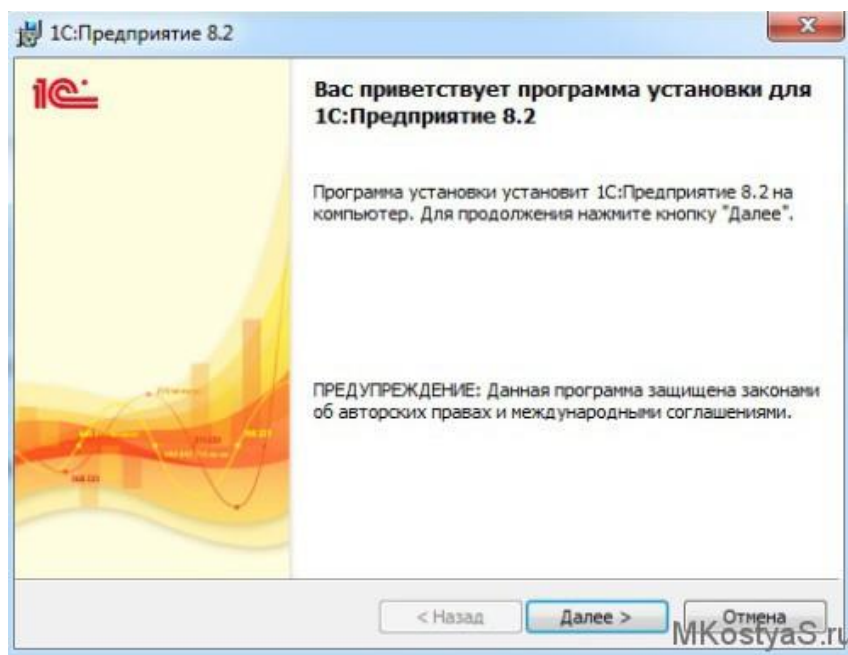 1С:Предприятие 8.2
1С
Вас приветствует программа установки для
1С:Предприятие 8.2
Программа установки установит 1С:Предприятие 8.2 на
компьютер. Для продолжения нажмите кнопку "Далее".
ПРЕДУПРЕЖДЕНИЕ: Данная программа защищена законами
об авторских правах и международными соглашениями.
< Назад
Далее >
Отмена
MKostyaS.ru